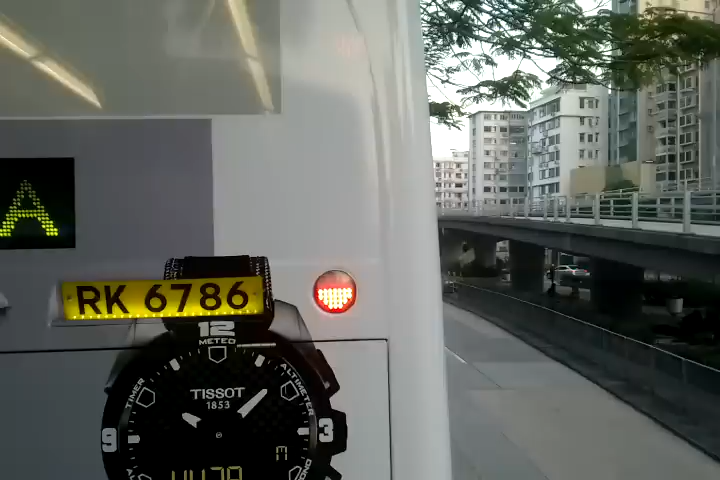 A
RK 6786
12
METEO
TIMER
ALTIMETER
TISSOT
1853
9
3